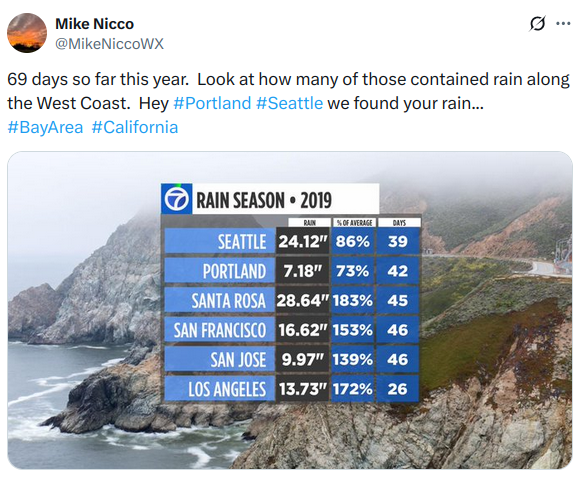 Mike Nicco
@MikeNiccoWX
69 days so far this year.  Look at how many of those contained rain along
the West Coast.  Hey #Portland #Seattle we found your rain...
#BayArea  #California
7 RAIN SEASON • 2019
RAIN % OF AVERAGE DAYS
SEATTLE 24.12" 86% 39
PORTLAND 7.18" 73% 42
SANTA ROSA 28.64" 183% 45
SAN FRANCISCO 16.62" 153% 46
SAN JOSE 9.97" 139% 46
LOS ANGELES 13.73" 172% 26